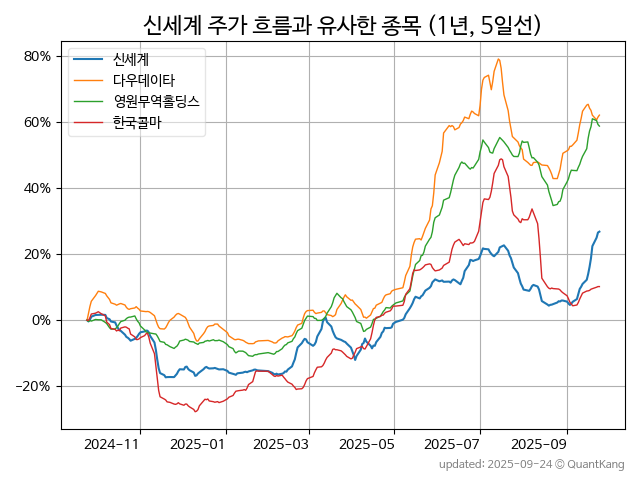 신세계 주가 흐름과 유사한 종목 (1년, 5일선)
신세계
다우데이타
영원무역홀딩스
한국콜마
80%
60%
40%
20%
0%
−20%
2024−11
2025−01
2025−03
2025−05
2025−07
2025−09
updated: 2025-09-24 © QuantKang